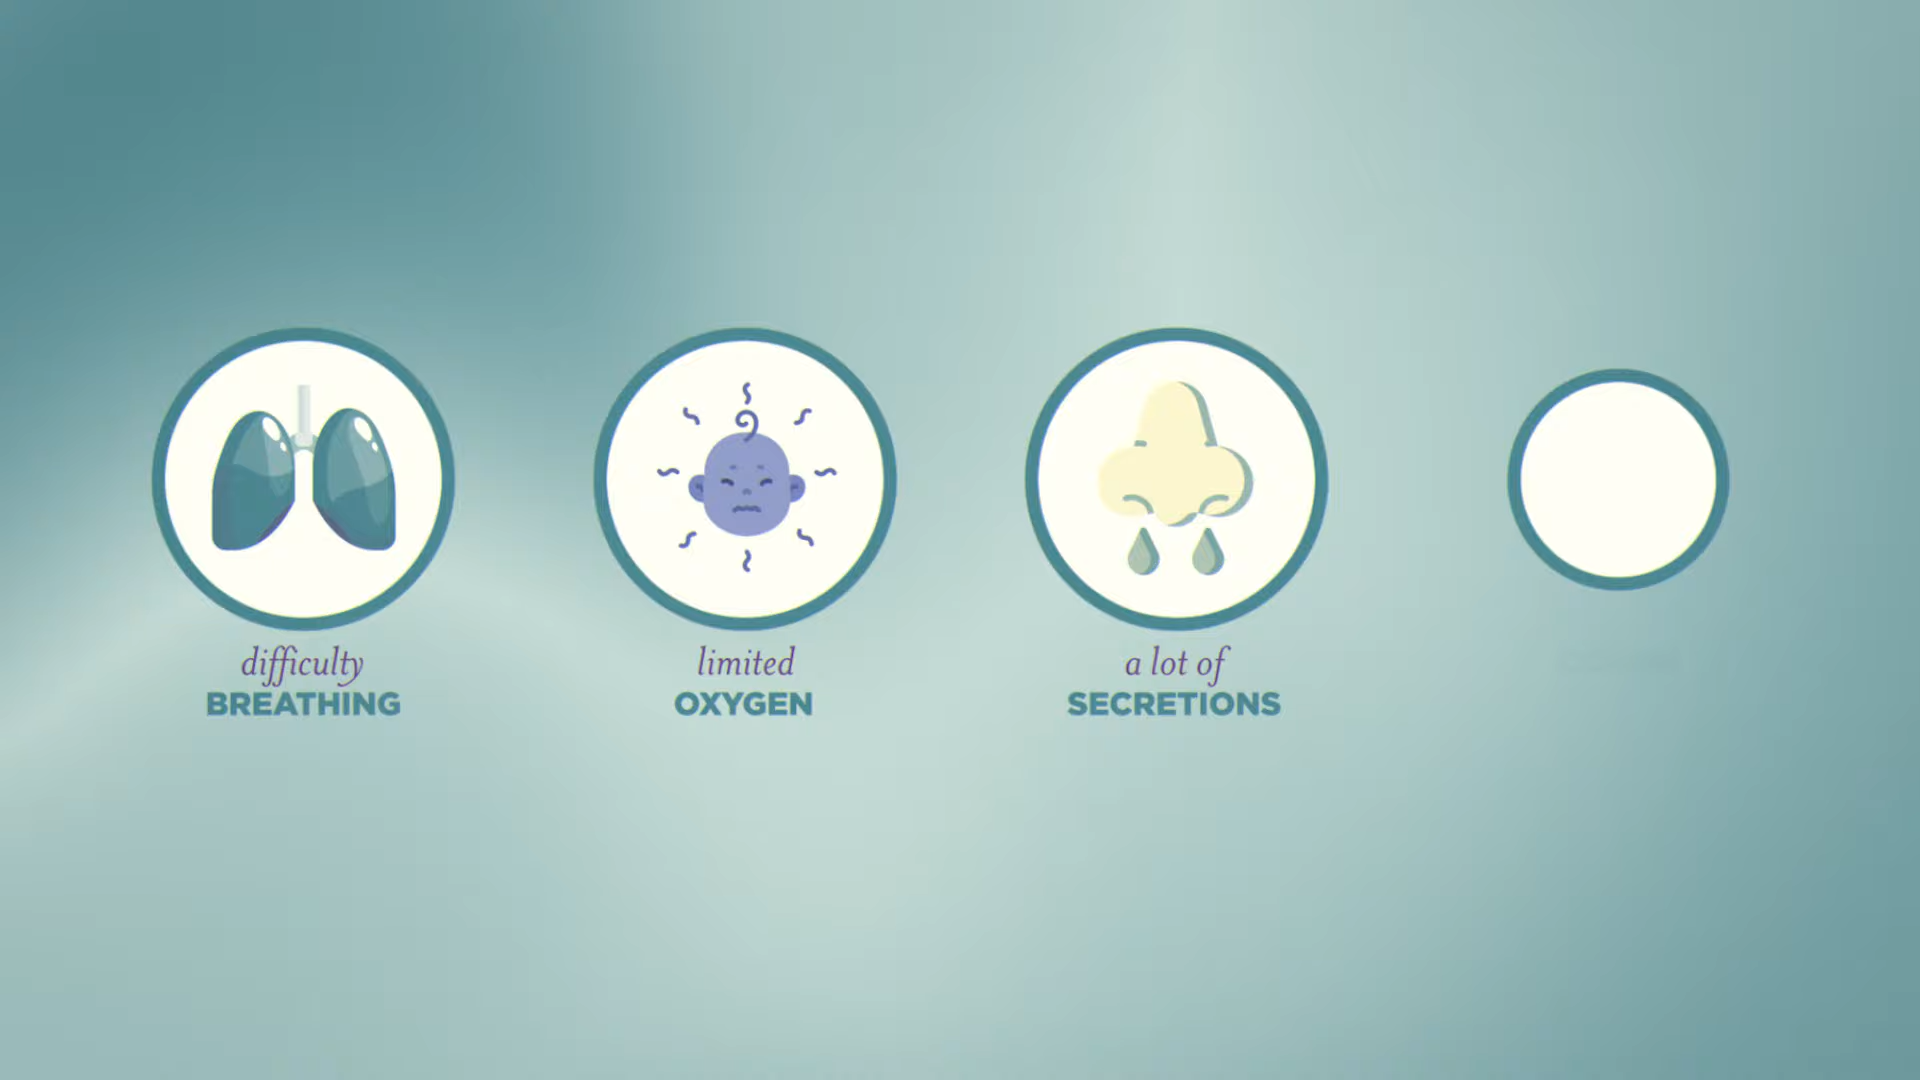 difficulty
BREATHING
limited
OXYGEN
a lot of
SECRETIONS